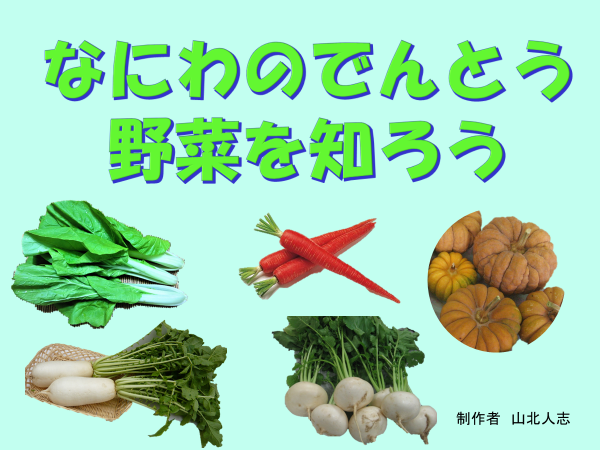 なにわのでんとう
野菜を知ろう
制作者 山北人志